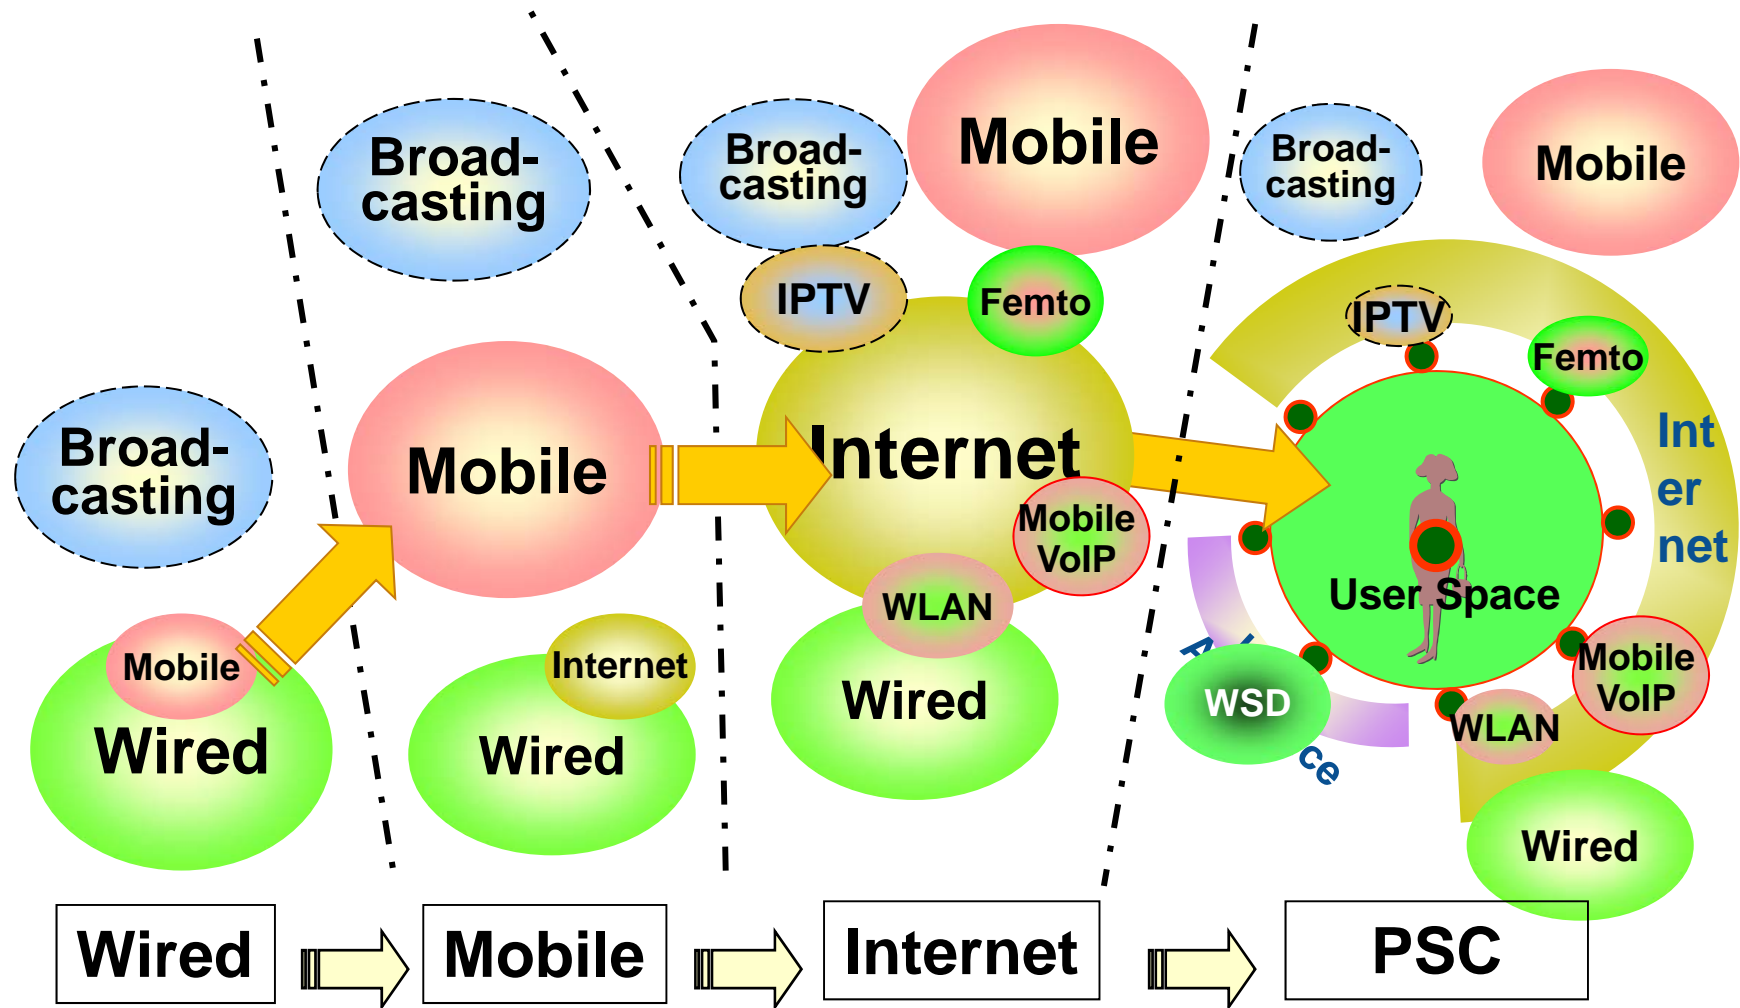 Broad-
casting
Mobile
Wired
Broad-
casting
Mobile
Internet
Wired
Broad-
casting
Mobile
IPTV
Femto
Internet
Mobile
VoIP
WLAN
Wired
Broad-
casting
Mobile
IPTV
Femto
Int
er
net
User Space
Mobile
VoIP
WSD
WLAN
ce
Wired
Wired
Mobile
Internet
PSC